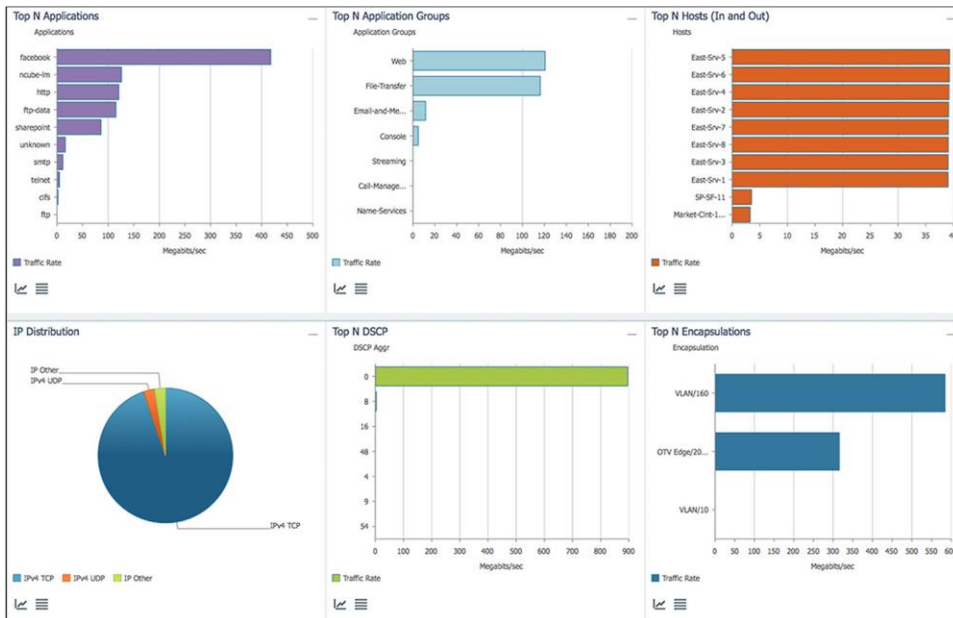 Top N Applications
Applications
facebook
ncube-lm
http
ftp-data
sharepoint
unknown
smtp
telnet
cifs
ftp
0 50 100 150 200 250 300 350 400 450 500
Megabits/sec
Traffic Rate
Top N Application Groups
Application Groups
Web
File-Transfer
Email-and-Me...
Console
Streaming
Call-Manage...
Name-Services
0 20 40 60 80 100 120 140 160 180 200
Megabits/sec
Traffic Rate
Top N Hosts (In and Out)
Hosts
East-Srv-5
East-Srv-6
East-Srv-4
East-Srv-2
East-Srv-7
East-Srv-8
East-Srv-3
East-Srv-1
SP-SF-11
Market-Clnt-1...
0 5 10 15 20 25 30 35 40
Megabits/sec
Traffic Rate
IP Distribution
IP Other
IPv4 UDP
IPv4 TCP
IPv4 TCP IPv4 UDP IP Other
Top N DSCP
DSCP Aggr
0
8
16
48
4
9
54
0 100 200 300 400 500 600 700 800 900
Megabits/sec
Traffic Rate
Top N Encapsulations
Encapsulation
VLAN/160
OTV Edge/20...
VLAN/10
0 50 100 150 200 250 300 350 400 450 500 550 600
Megabits/sec
Traffic Rate